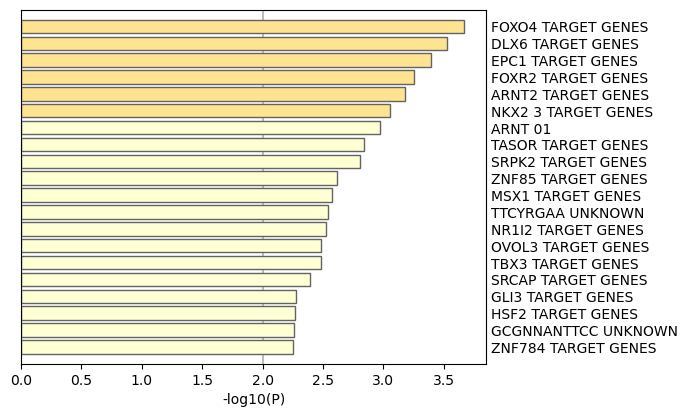 FOXO4 TARGET GENES
DLX6 TARGET GENES
EPC1 TARGET GENES
FOXR2 TARGET GENES
ARNT2 TARGET GENES
NKX2 3 TARGET GENES
ARNT 01
TASOR TARGET GENES
SRPK2 TARGET GENES
ZNF85 TARGET GENES
MSX1 TARGET GENES
TTCYRGAA UNKNOWN
NR1I2 TARGET GENES
OVOL3 TARGET GENES
TBX3 TARGET GENES
SRCAP TARGET GENES
GLI3 TARGET GENES
HSF2 TARGET GENES
GCGNNANTTCC UNKNOWN
ZNF784 TARGET GENES
0.0 0.5 1.0 1.5 2.0 2.5 3.0 3.5
-log10(P)